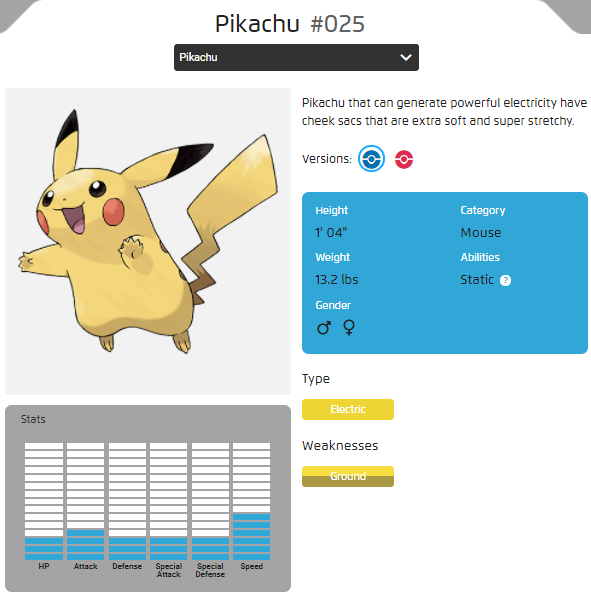 Pikachu #025
Pikachu
Pikachu that can generate powerful electricity have
cheek sacs that are extra soft and super stretchy.
Versions:
Height
1' 04"
Category
Mouse
Weight
13.2 lbs
Abilities
Static ?
Gender
Type
Electric
Weaknesses
Ground
Stats
HP
Attack
Defense
Special
Attack
Special
Defense
Speed